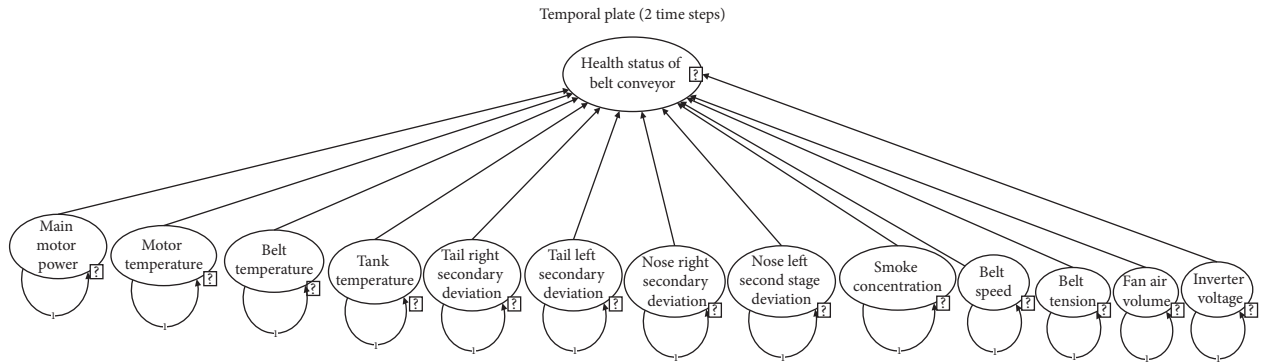 Temporal plate (2 time steps)
Health status of
belt conveyor
?
Main
motor
power
?
1
Motor
temperature
?
1
Belt
temperature
?
1
Tank
temperature
?
1
Tail right
secondary
deviation
?
1
Tail left
secondary
deviation
?
1
Nose right
secondary
deviation
?
1
Nose left
second stage
deviation
?
1
Smoke
concentration
?
1
Belt
speed
?
1
Belt
tension
?
1
Fan air
volume
?
1
Inverter
voltage
?
1